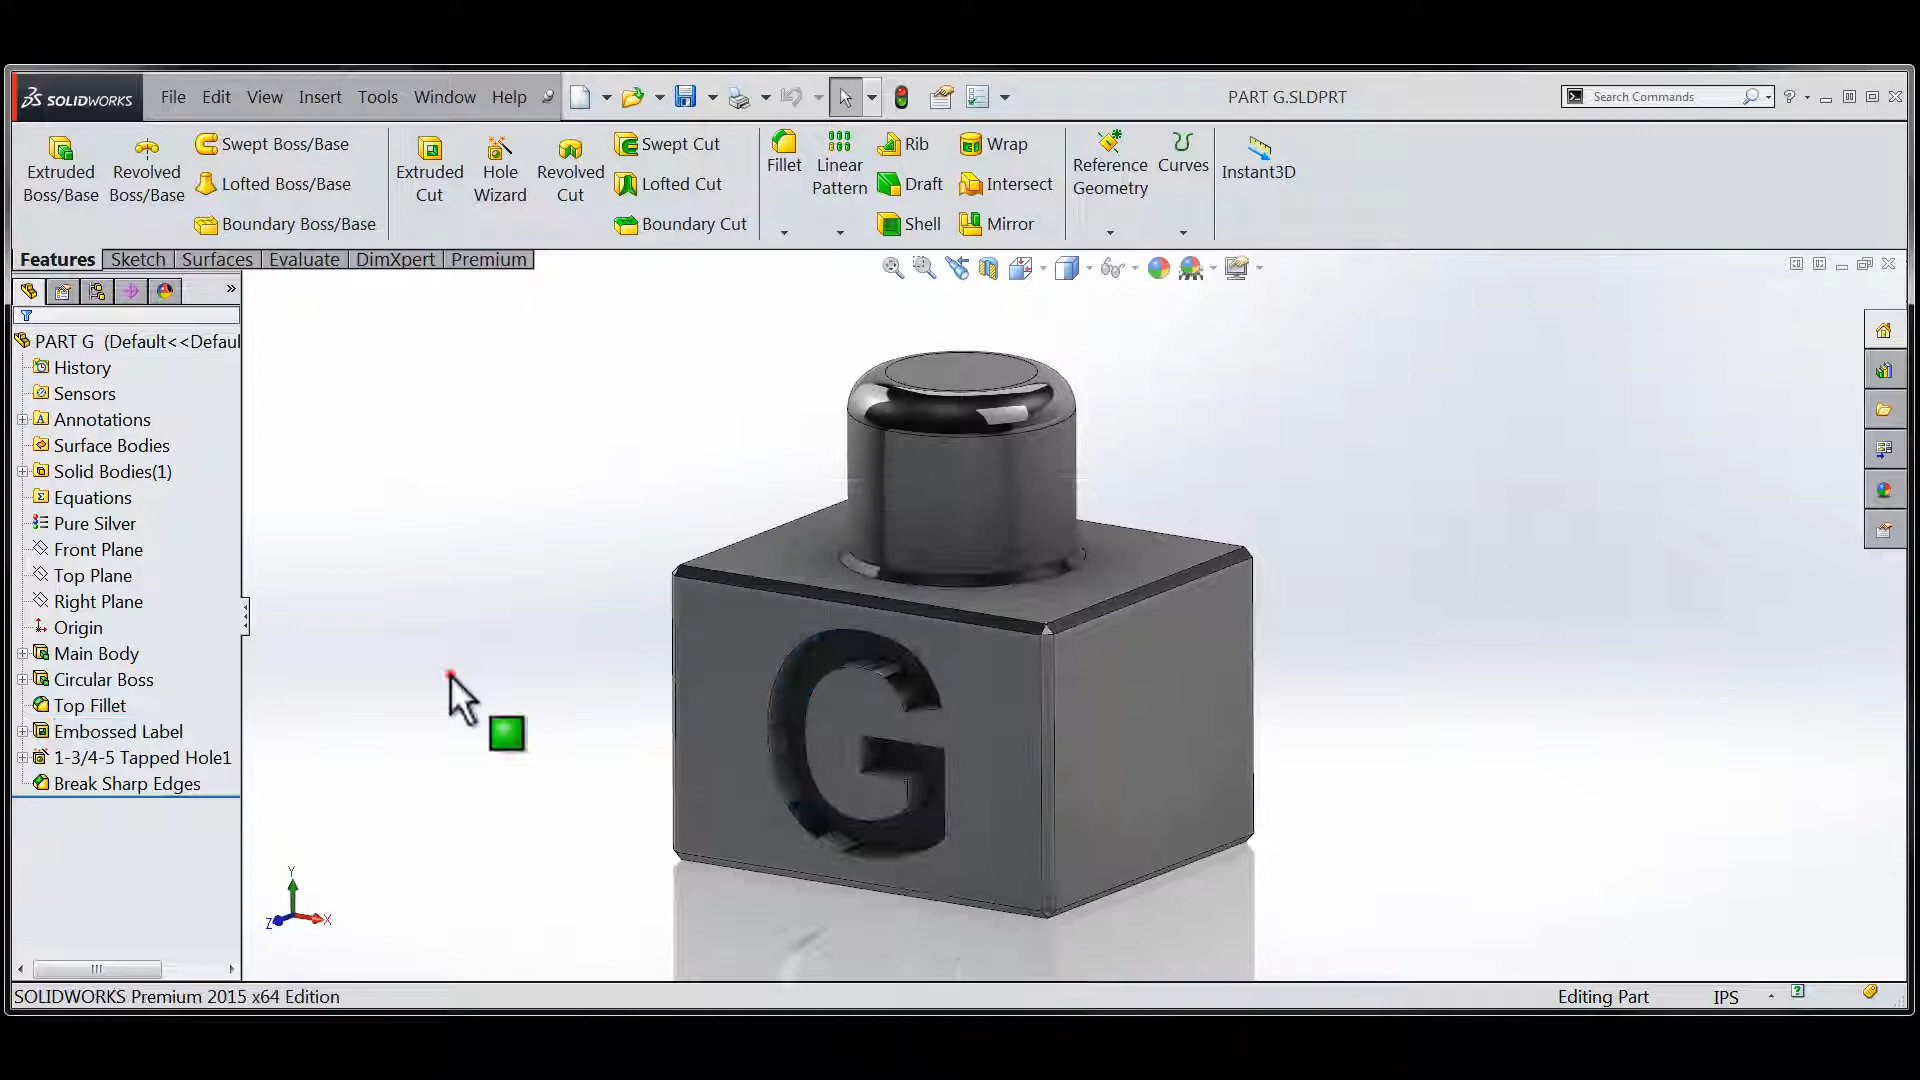 SOLIDWORKS File Edit View Insert Tools Window Help PART G.SLDPRT Search Commands
Extruded Boss/Base
Revolved Boss/Base
Swept Boss/Base
Lofted Boss/Base
Boundary Boss/Base
Extruded Cut
Hole Wizard
Revolved Cut
Swept Cut
Lofted Cut
Boundary Cut
Fillet
Linear Pattern
Rib
Draft
Shell
Wrap
Intersect
Mirror
Reference Geometry
Curves
Instant3D
Features Sketch Surfaces Evaluate DimXpert Premium
PART G (Default<<Defaul
History
Sensors
Annotations
Surface Bodies
Solid Bodies(1)
Equations
Pure Silver
Front Plane
Top Plane
Right Plane
Origin
Main Body
Circular Boss
Top Fillet
Embossed Label
1-3/4-5 Tapped Hole1
Break Sharp Edges
G
Y
Z X
SOLIDWORKS Premium 2015 x64 Edition Editing Part IPS